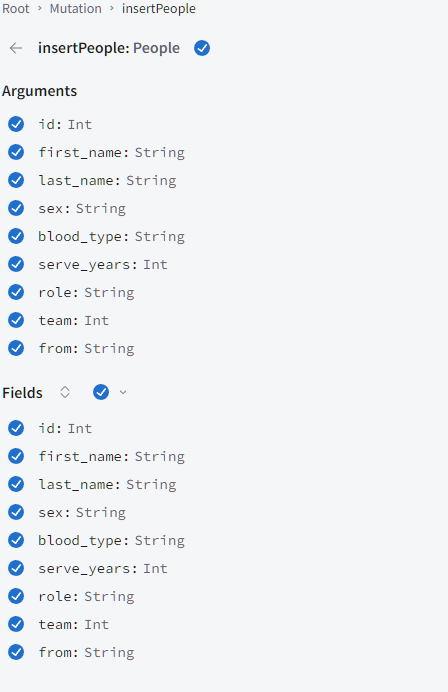 Root > Mutation > insertPeople
insertPeople: People
Arguments
id: Int
first_name: String
last_name: String
sex: String
blood_type: String
serve_years: Int
role: String
team: Int
from: String
Fields
id: Int
first_name: String
last_name: String
sex: String
blood_type: String
serve_years: Int
role: String
team: Int
from: String